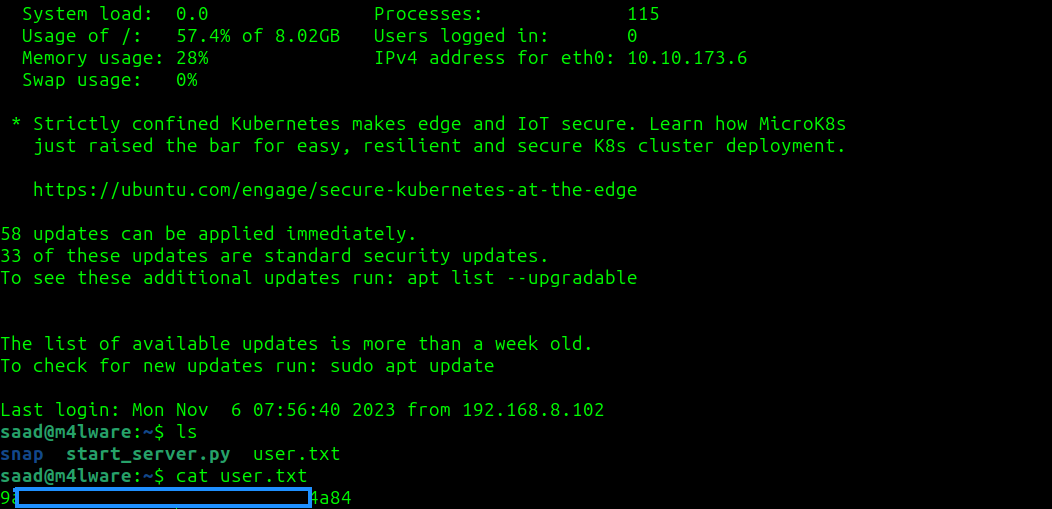 System load:  0.0               Processes:             115
Usage of /:   57.4% of 8.02GB   Users logged in:       0
Memory usage: 28%               IPv4 address for eth0: 10.10.173.6
Swap usage:   0%
* Strictly confined Kubernetes makes edge and IoT secure. Learn how MicroK8s
just raised the bar for easy, resilient and secure K8s cluster deployment.
https://ubuntu.com/engage/secure-kubernetes-at-the-edge
58 updates can be applied immediately.
33 of these updates are standard security updates.
To see these additional updates run: apt list --upgradable
The list of available updates is more than a week old.
To check for new updates run: sudo apt update
Last login: Mon Nov  6 07:56:40 2023 from 192.168.8.102
saad@m4lware:~$ ls
snap  start_server.py  user.txt
saad@m4lware:~$ cat user.txt
4a84